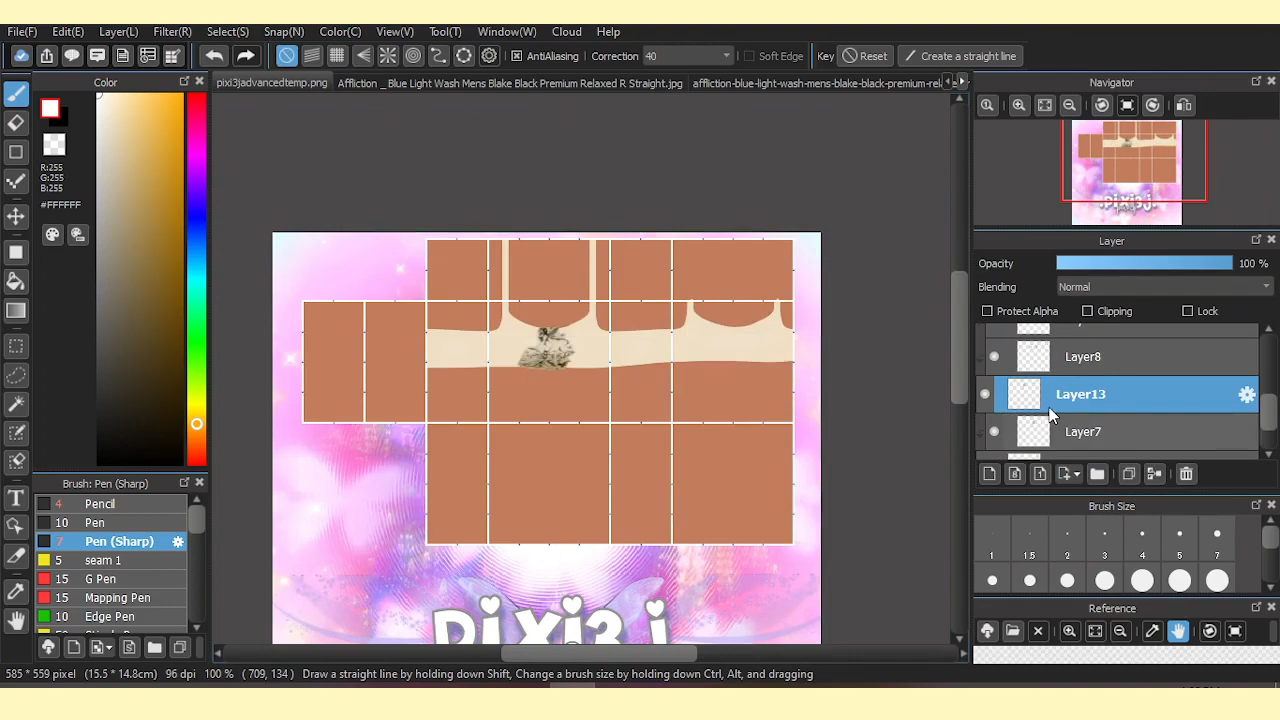 File(F) Edit(E) Layer(L) Filter(R) Select(S) Snap(N) Color(C) View(V) Tool(T) Window(W) Cloud Help
AntiAliasing Correction 40 Soft Edge Key Reset Create a straight line
Color
pixi3jadvancedtemp.png
Affliction _ Blue Light Wash Mens Blake Black Premium Relaxed R Straight.jpg
affliction-blue-light-wash-mens-blake-black-premium-rel
Navigator
R:255
G:255
B:255
#FFFFFF
Layer
Opacity 100 %
Blending Normal
Protect Alpha Clipping Lock
Layer8
Layer13
Layer7
Brush: Pen (Sharp)
4 Pencil
10 Pen
7 Pen (Sharp)
5 seam 1
15 G Pen
15 Mapping Pen
10 Edge Pen
Brush Size
1 1.5 2 3 4 5 7
Reference
pixi3j
585 * 559 pixel (15.5 * 14.8cm) 96 dpi 100 % ( 709, 134 ) Draw a straight line by holding down Shift, Change a brush size by holding down Ctrl, Alt, and dragging